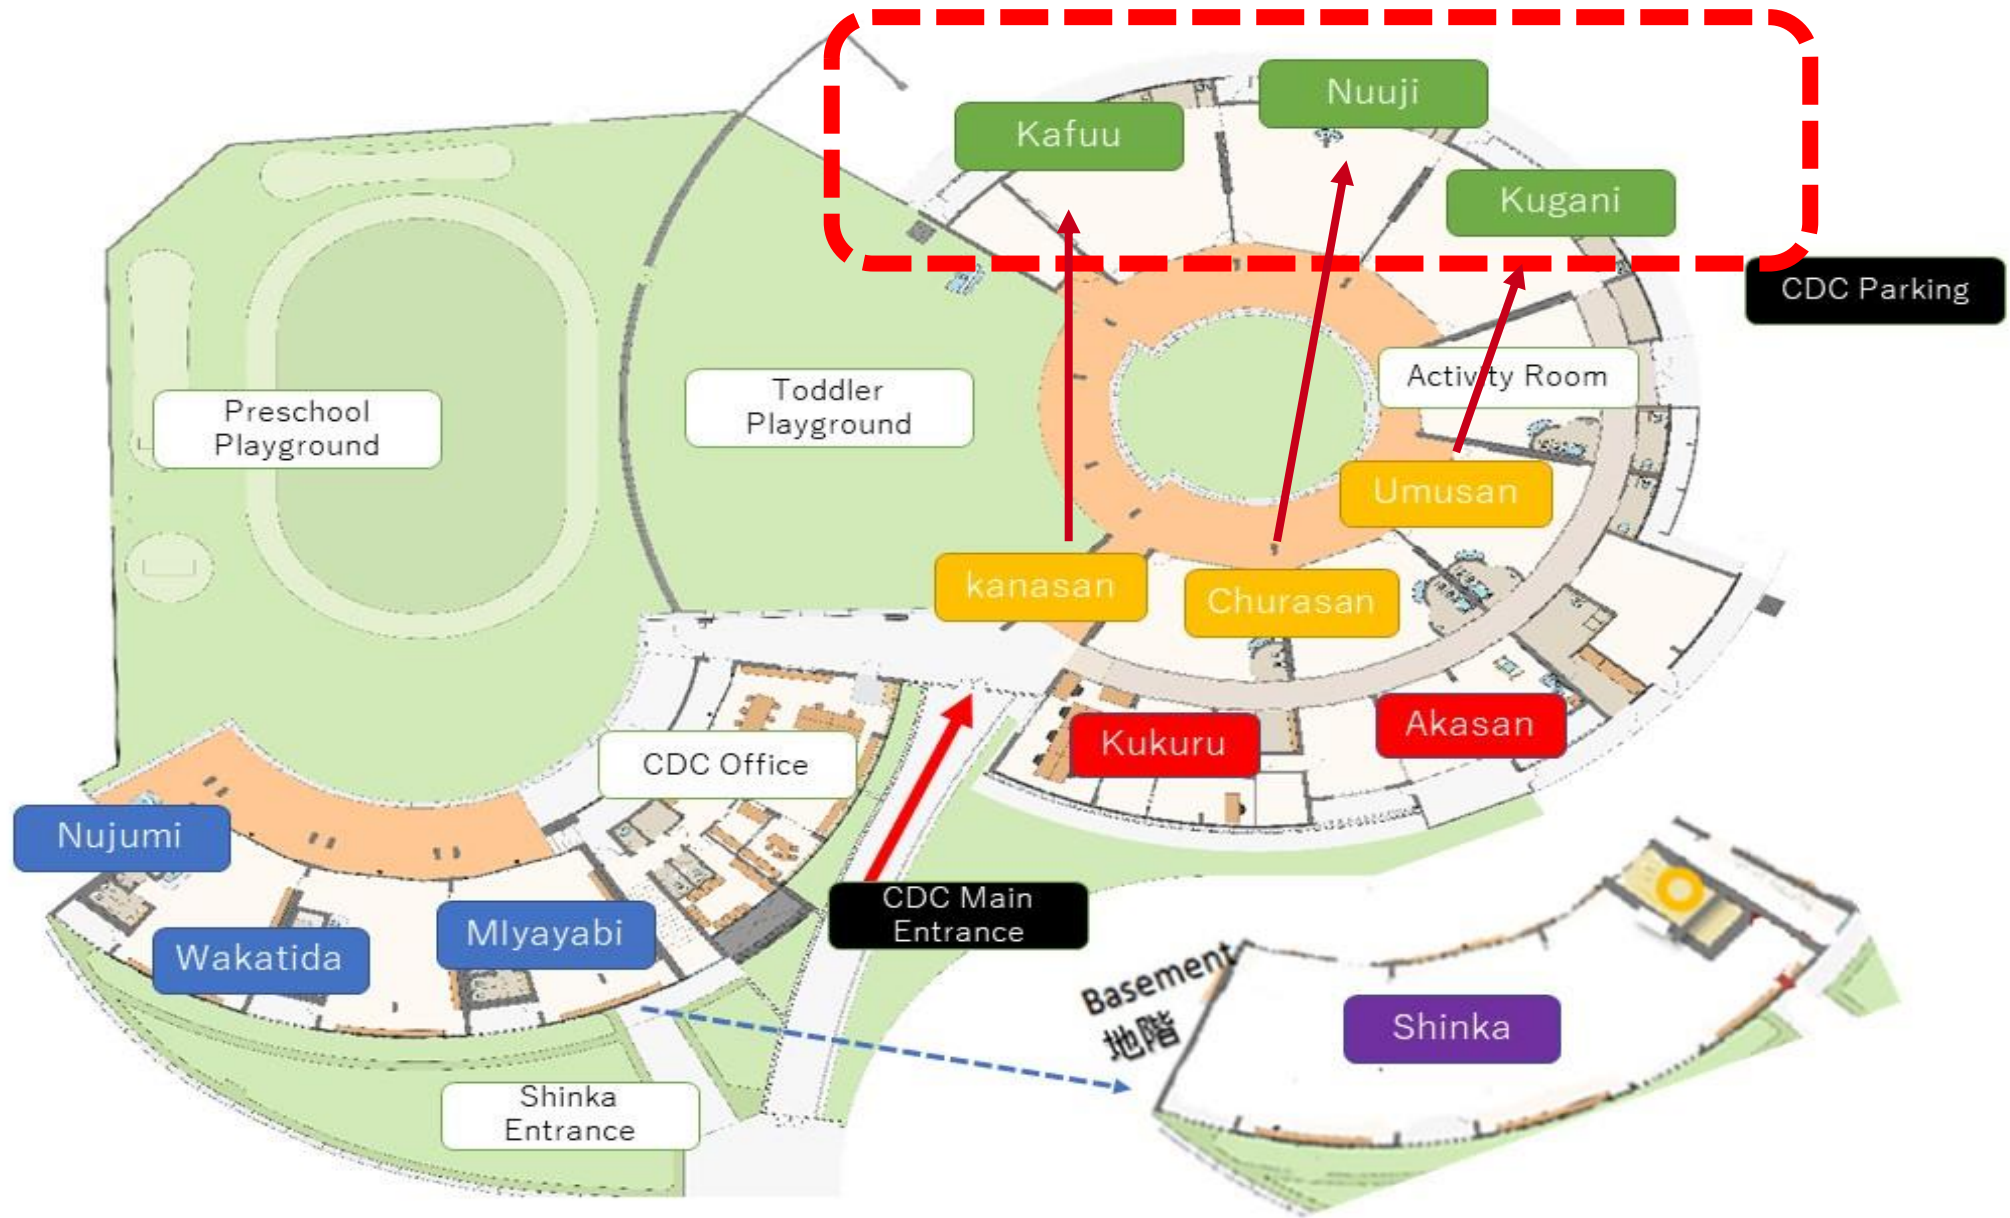 Nuuji
Kafuu
Kugani
CDC Parking
Activity Room
Toddler
Playground
Preschool
Playground
Umusan
kanasan
Churasan
Akasan
Kukuru
CDC Office
Nujumi
CDC Main
Entrance
MIyayabi
Wakatida
Basement
地階
Shinka
Shinka
Entrance